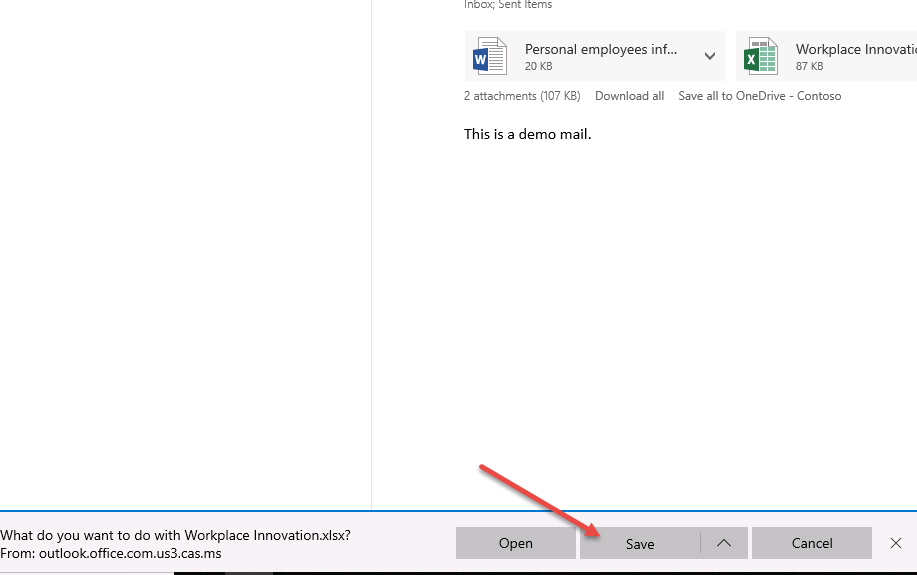 Inbox; Sent Items
Personal employees inf...
20 KB
Workplace Innovatio
87 KB
2 attachments (107 KB) Download all Save all to OneDrive - Contoso
This is a demo mail.
What do you want to do with Workplace Innovation.xlsx?
From: outlook.office.com.us3.cas.ms
Open
Save
Cancel